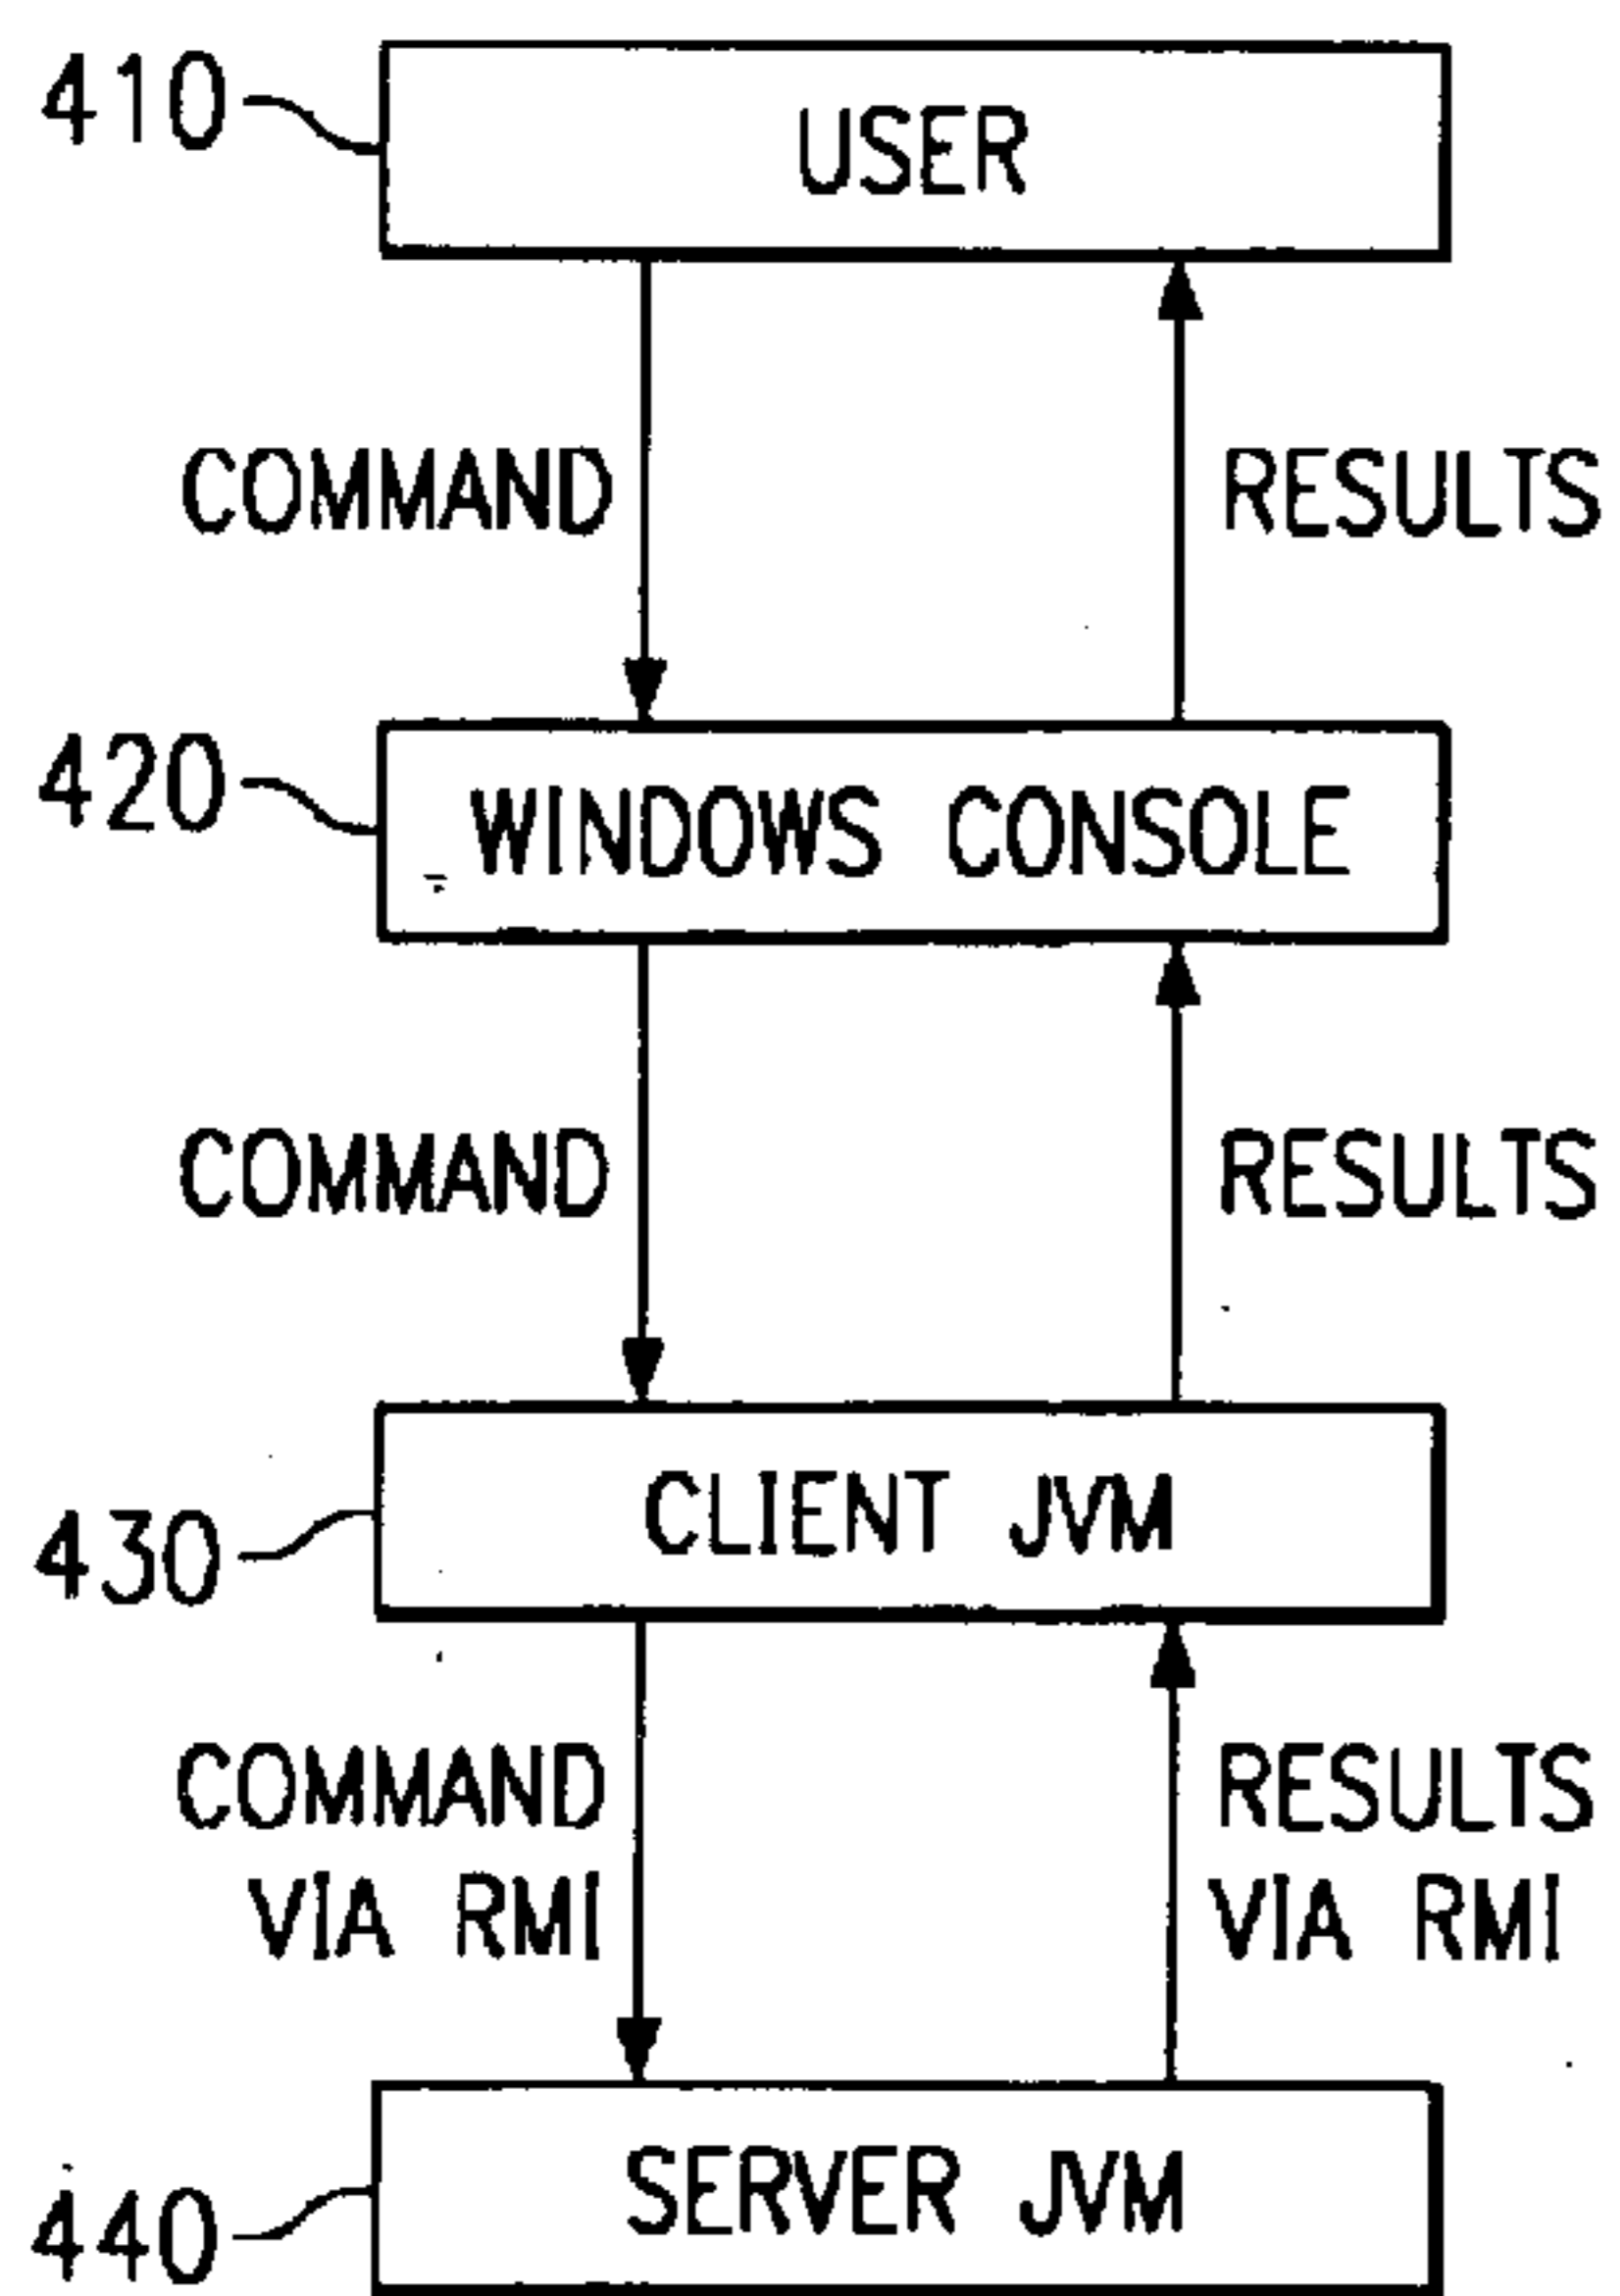 410
USER
COMMAND
RESULTS
420
WINDOWS CONSOLE
COMMAND
RESULTS
430
CLIENT JVM
COMMAND
VIA RMI
RESULTS
VIA RMI
440
SERVER JVM